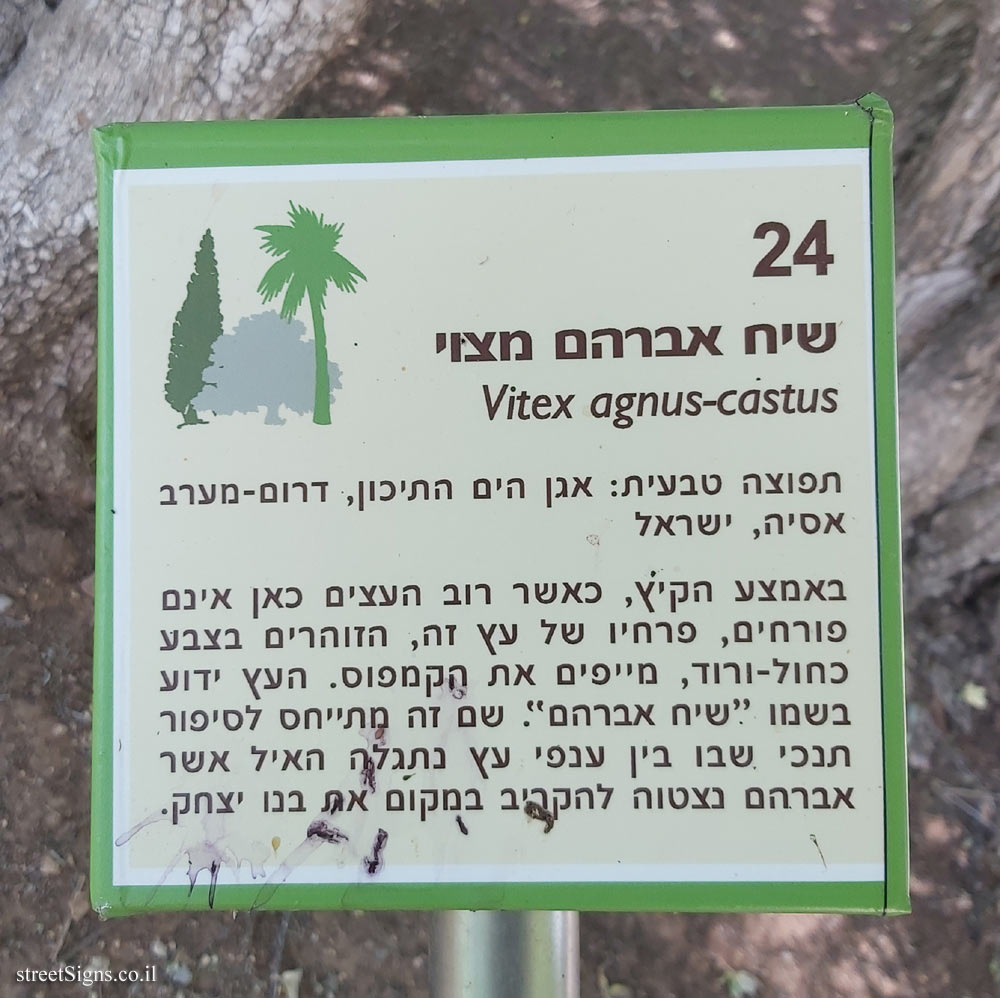 24
שיח אברהם מצוי
Vitex agnus-castus
תפוצה טבעית: אגן הים התיכון, דרום-מערב
אסיה, ישראל
באמצע הקיץ, כאשר רוב העצים כאן אינם
פורחים, פרחיו של עץ זה, הזוהרים בצבע
כחול-ורוד, מייפים את הקמפוס. העץ ידוע
בשמו "שיח אברהם". שם זה מתייחס לסיפור
תנכי שבו בין ענפי עץ נתגלה האיל אשר
אברהם נצטוה להקריב במקום את בנו יצחק.
streetSigns.co.il